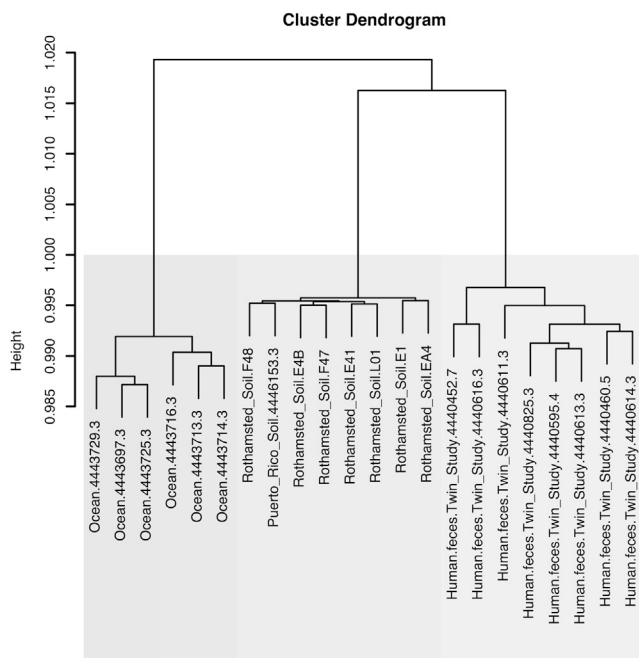 Cluster Dendrogram
Height
1.020
1.015
1.010
1.005
1.000
0.995
0.990
0.985
Ocean.4443729.3
Ocean.4443697.3
Ocean.4443725.3
Ocean.4443716.3
Ocean.4443713.3
Ocean.4443714.3
Rothamsted_Soil.F48
Puerto_Rico_Soil.4446153.3
Rothamsted_Soil.E4B
Rothamsted_Soil.F47
Rothamsted_Soil.E41
Rothamsted_Soil.L01
Rothamsted_Soil.E1
Rothamsted_Soil.EA4
Human.feces.Twin_Study.4440452.7
Human.feces.Twin_Study.4440616.3
Human.feces.Twin_Study.4440611.3
Human.feces.Twin_Study.4440825.3
Human.feces.Twin_Study.4440595.4
Human.feces.Twin_Study.4440613.3
Human.feces.Twin_Study.4440460.5
Human.feces.Twin_Study.4440614.3